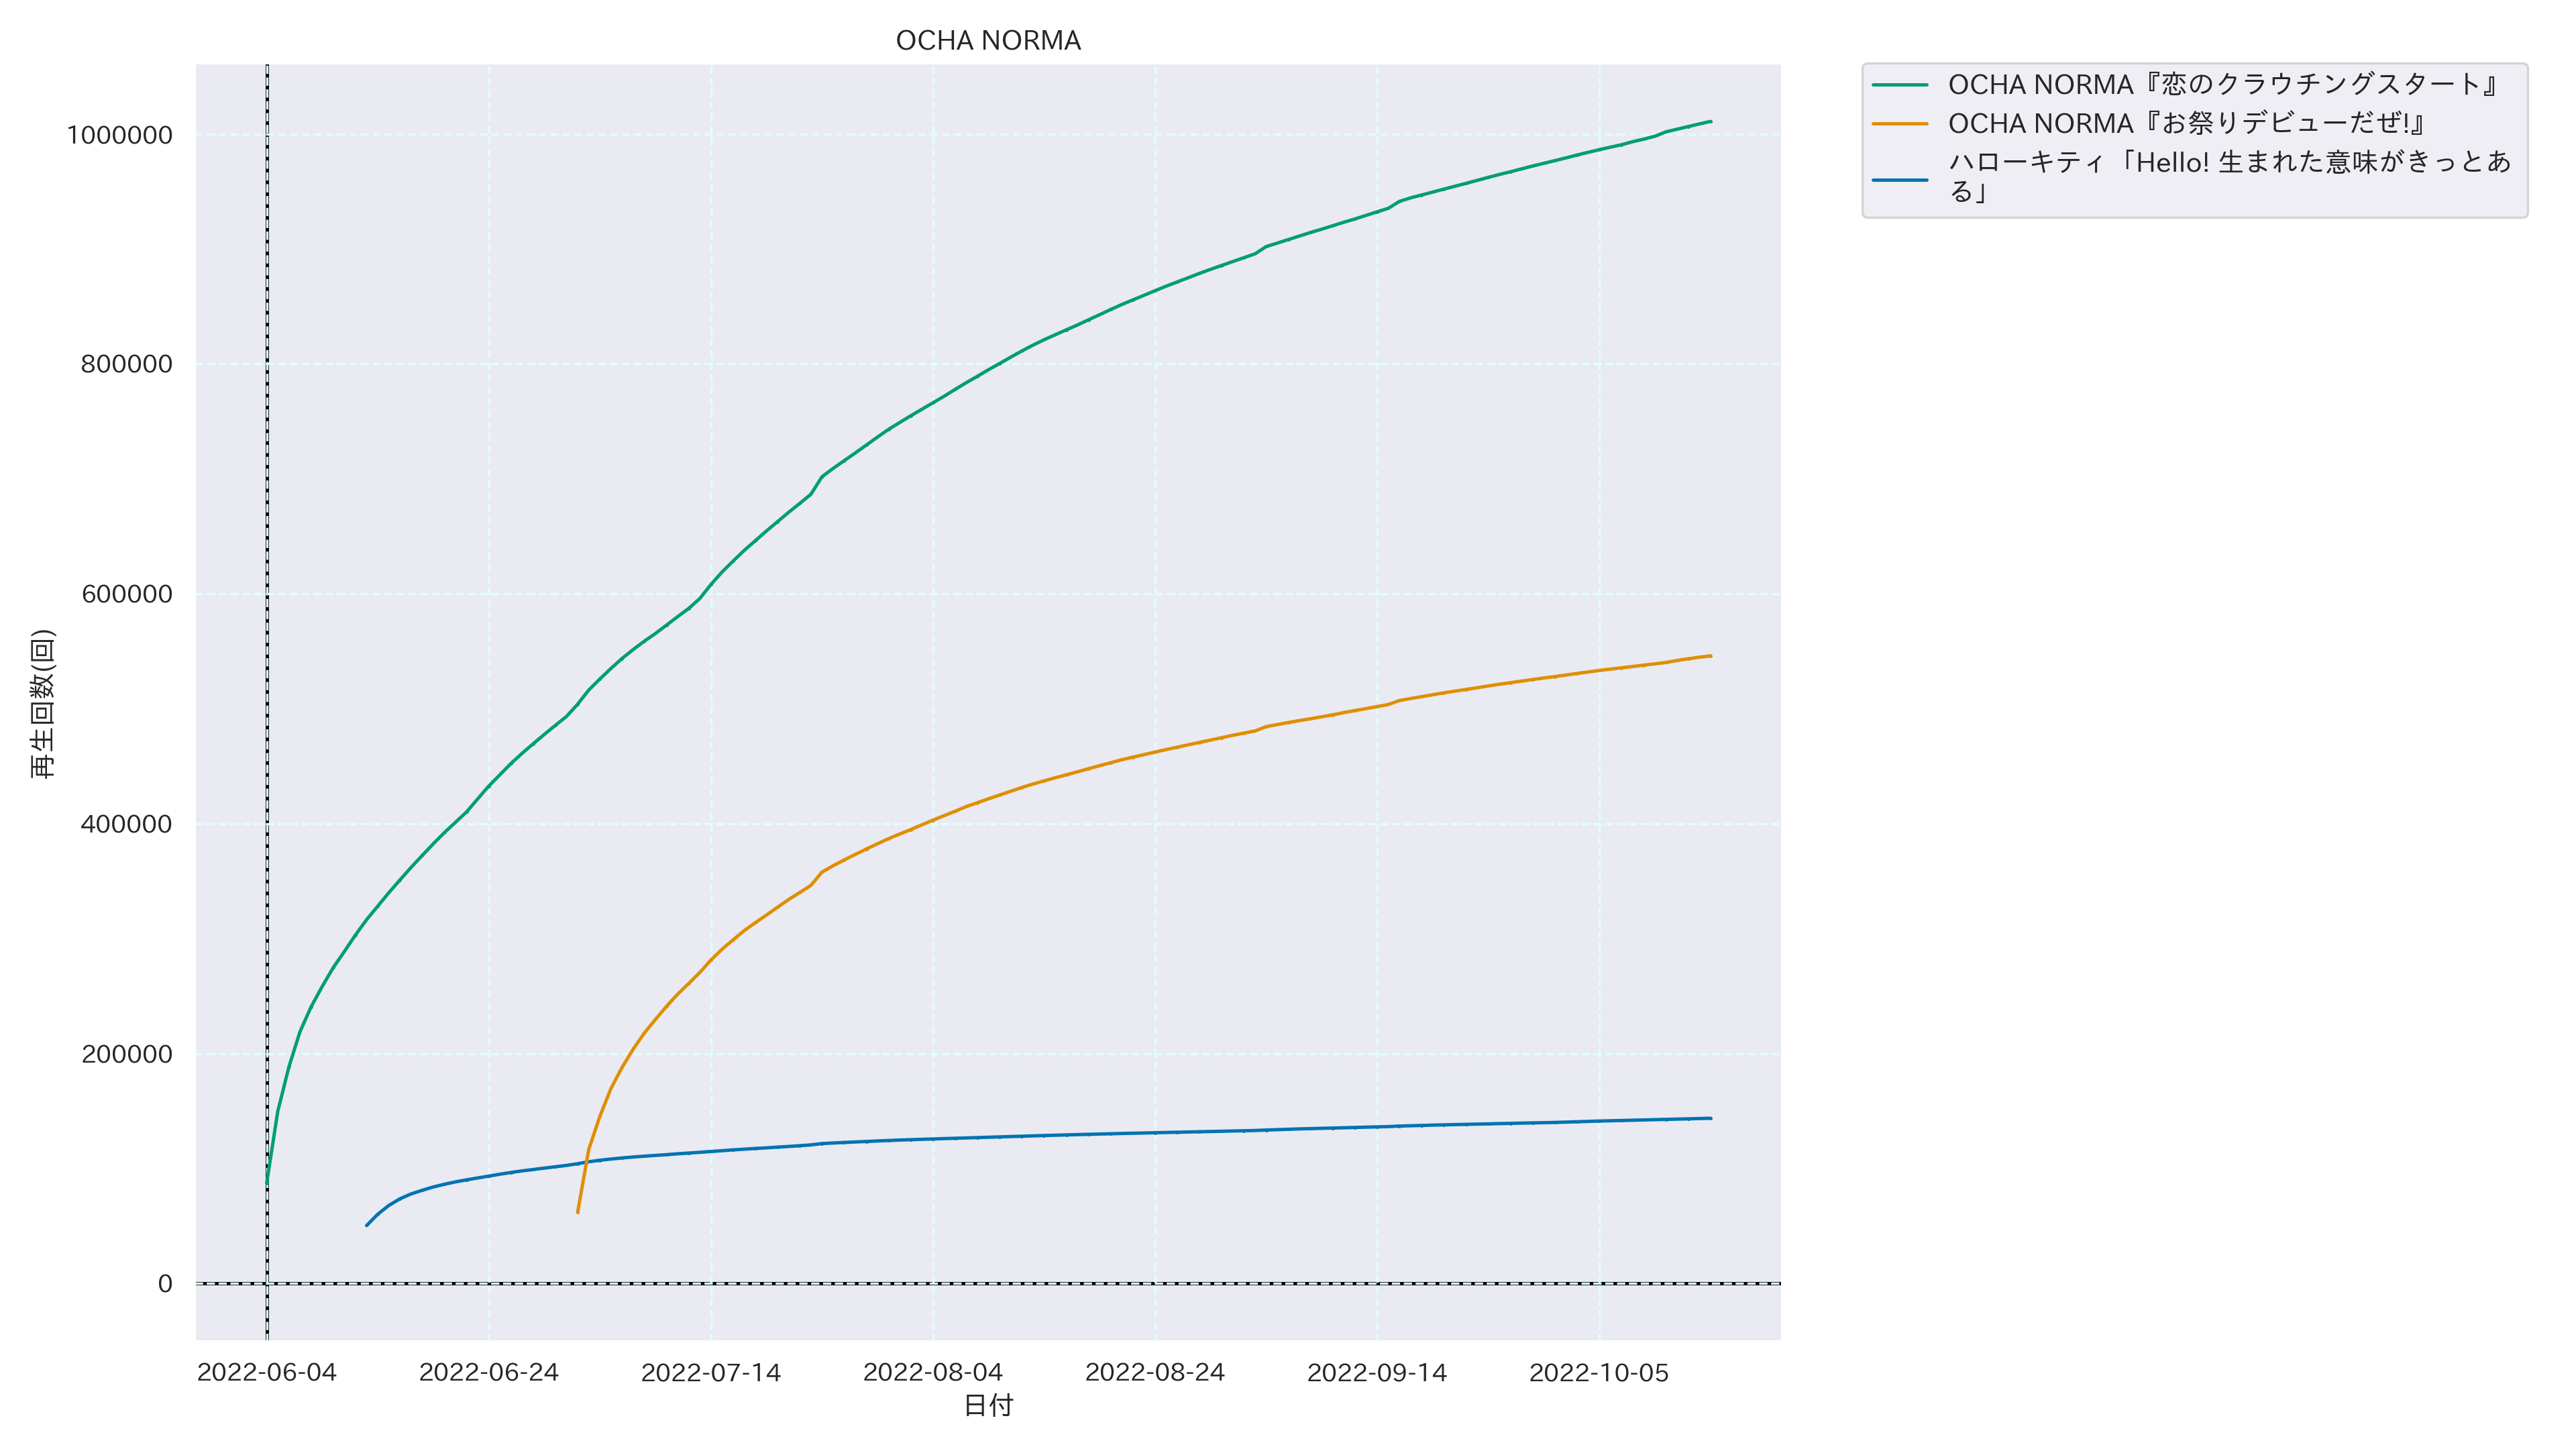 OCHA NORMA
OCHA NORMA『恋のクラウチングスタート』
OCHA NORMA『お祭りデビューだぜ!』
ハローキティ「Hello! 生まれた意味がきっとあ
る」
再生回数(回)
1000000
800000
600000
400000
200000
0
2022-06-04
2022-06-24
2022-07-14
2022-08-04
2022-08-24
2022-09-14
2022-10-05
日付